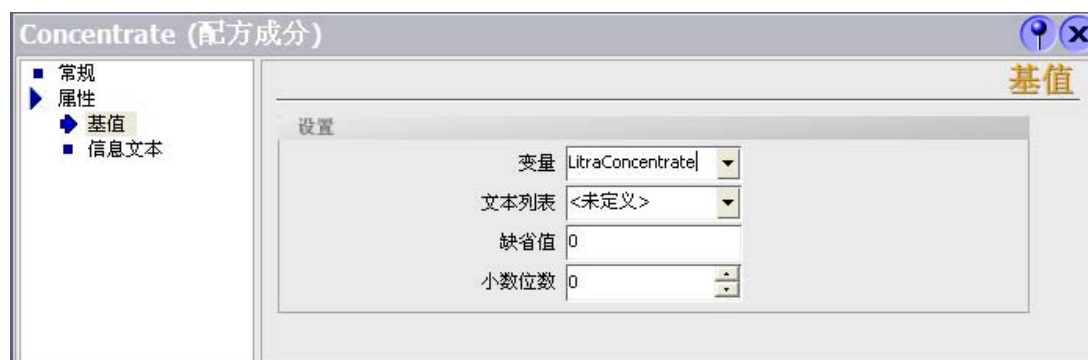 Concentrate (配方成分)
常规
属性
基值
信息文本
基值
设置
变量 LitraConcentrate
文本列表 <未定义>
缺省值 0
小数位数 0